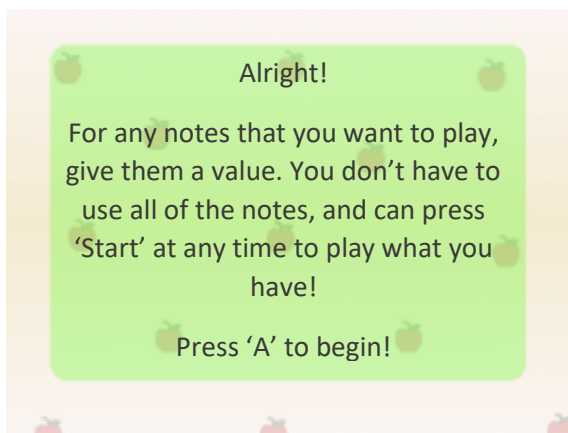 Alright!
For any notes that you want to play,
give them a value. You don’t have to
use all of the notes, and can press
‘Start’ at any time to play what you
have!
Press ‘A’ to begin!